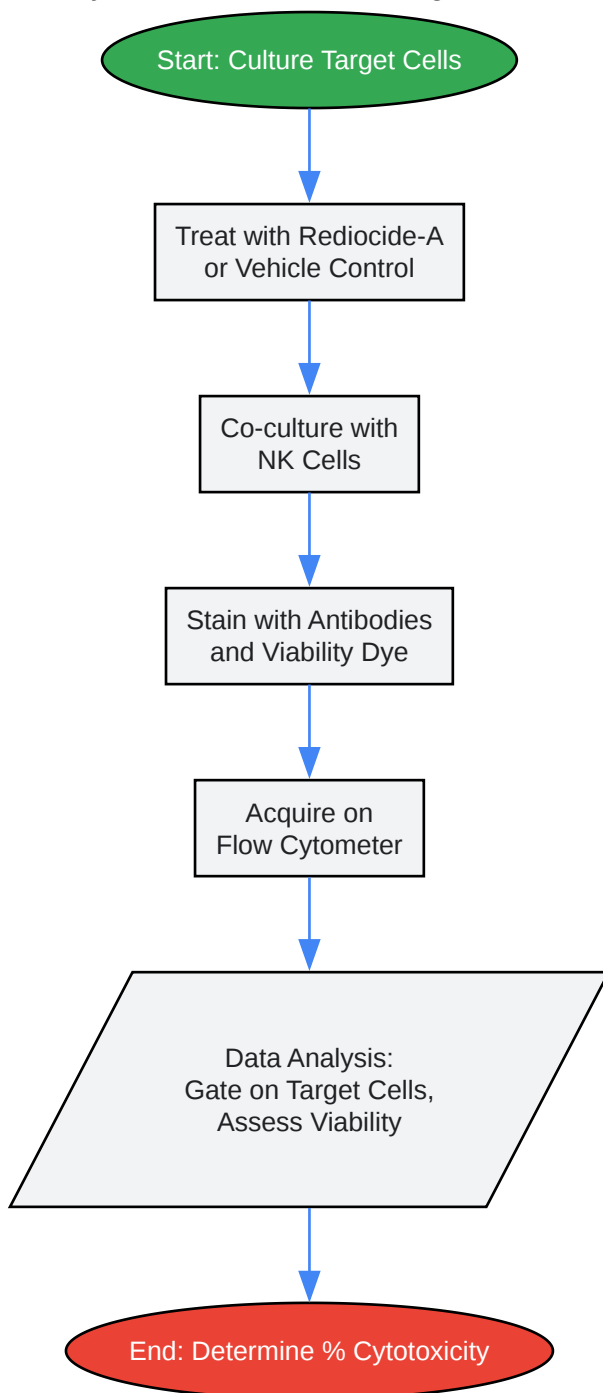 Start: Culture Target Cells
Treat with Rediocide-A
or Vehicle Control
Co-culture with
NK Cells
Stain with Antibodies
and Viability Dye
Acquire on
Flow Cytometer
Data Analysis:
Gate on Target Cells,
Assess Viability
End: Determine % Cytotoxicity